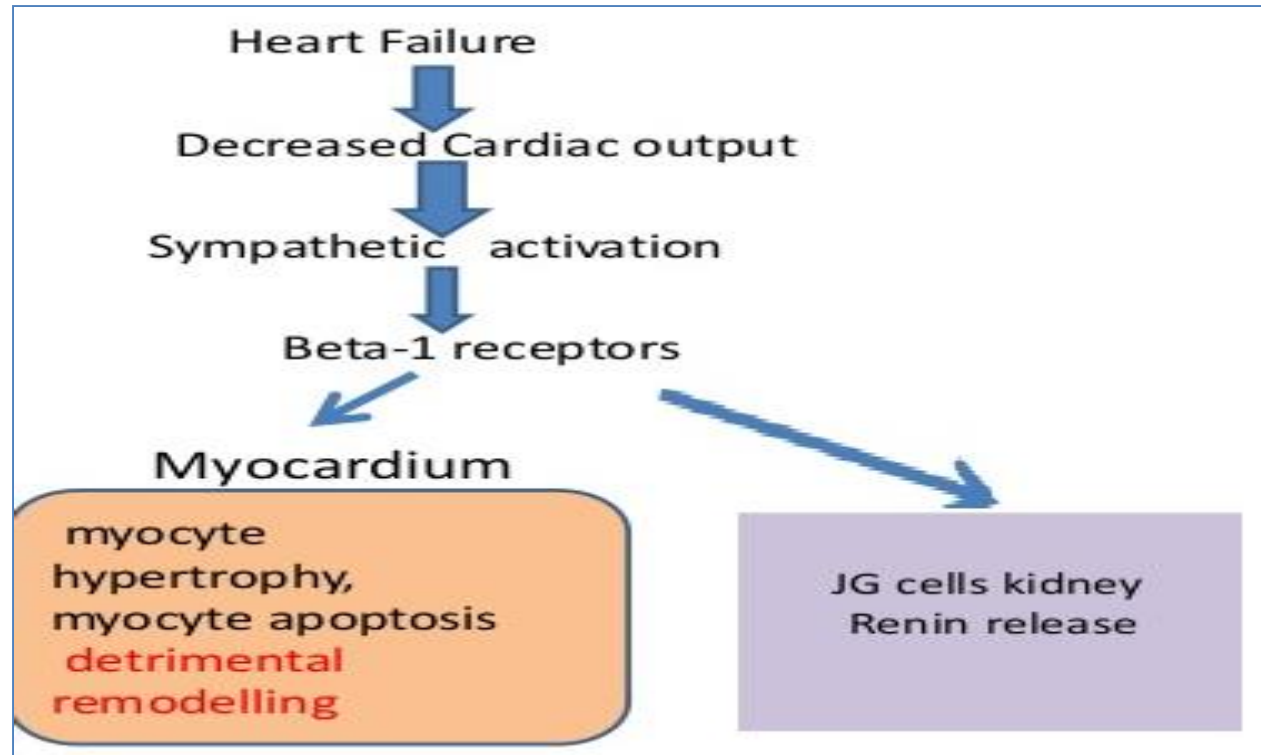 Heart Failure
Decreased Cardiac output
Sympathetic activation
Beta-1 receptors
Myocardium
myocyte
hypertrophy,
myocyte apoptosis
detrimental
remodelling
JG cells kidney
Renin release